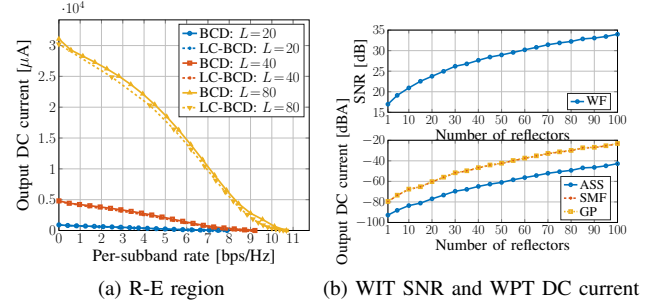 ·10^4
3
2.5
2
1.5
1
0.5
0
0 1 2 3 4 5 6 7 8 9 10 11
Output DC current [μA]
Per-subband rate [bps/Hz]
BCD: L=20
LC-BCD: L=20
BCD: L=40
LC-BCD: L=40
BCD: L=80
LC-BCD: L=80
(a) R-E region
SNR [dB]
35
30
25
20
15
WF
1 10 20 30 40 50 60 70 80 90 100
Number of reflectors
Output DC current [dBA]
−20
−40
−60
−80
−100
ASS
SMF
GP
1 10 20 30 40 50 60 70 80 90 100
Number of reflectors
(b) WIT SNR and WPT DC current